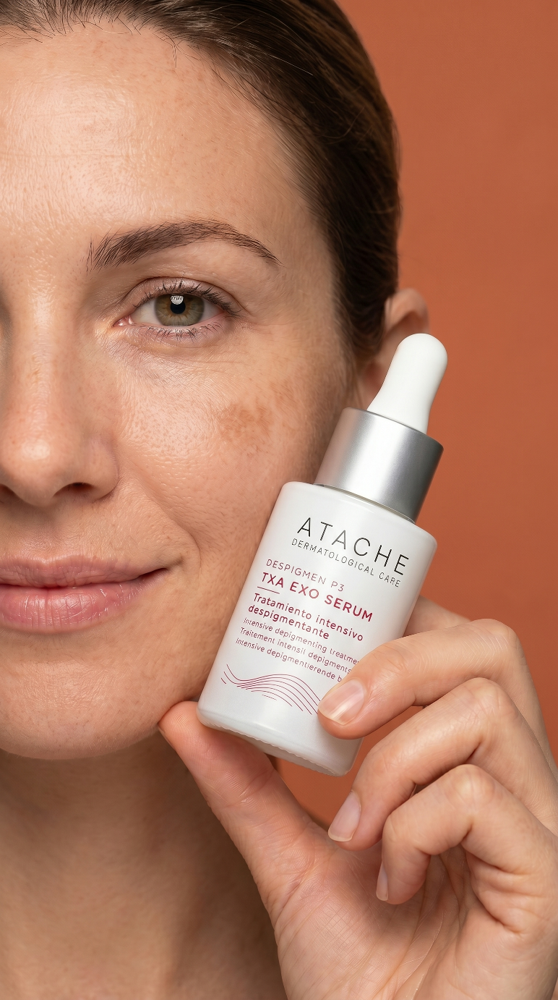 ATACHE
DERMATOLOGICAL CARE
DESPIGMEN P3
TXA EXO SERUM
Tratamiento intensivo
despigmentante
Intensive depigmenting
Traitement intensif
Intensive depigmentierende